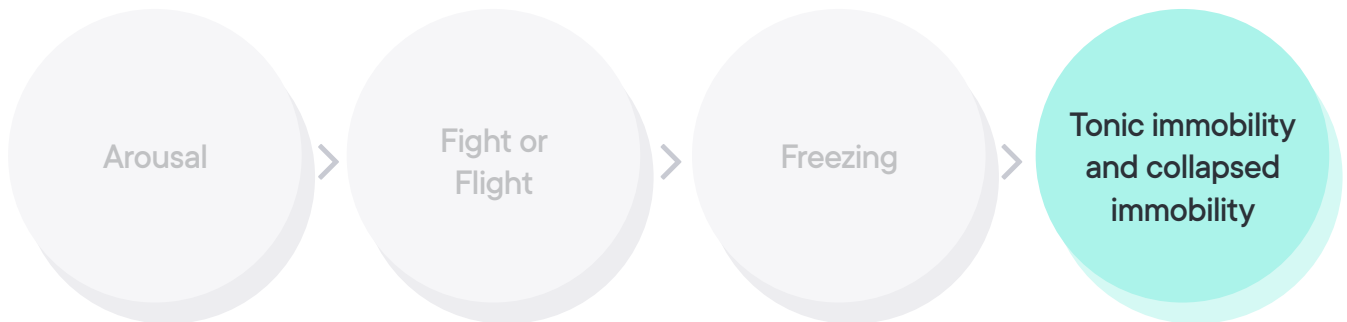 Arousal
Fight or
Flight
Freezing
Tonic immobility
and collapsed
immobility